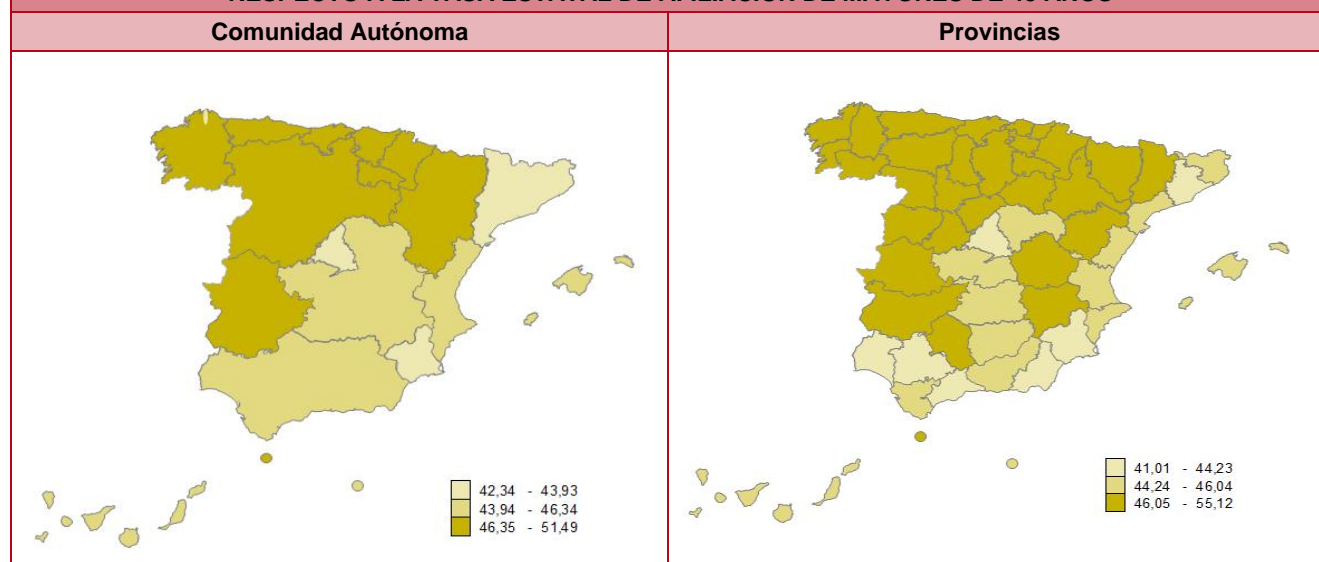 Comunidad Autónoma
Provincias
42,34 - 43,93
43,94 - 46,34
46,35 - 51,49
41,01 - 44,23
44,24 - 46,04
46,05 - 55,12